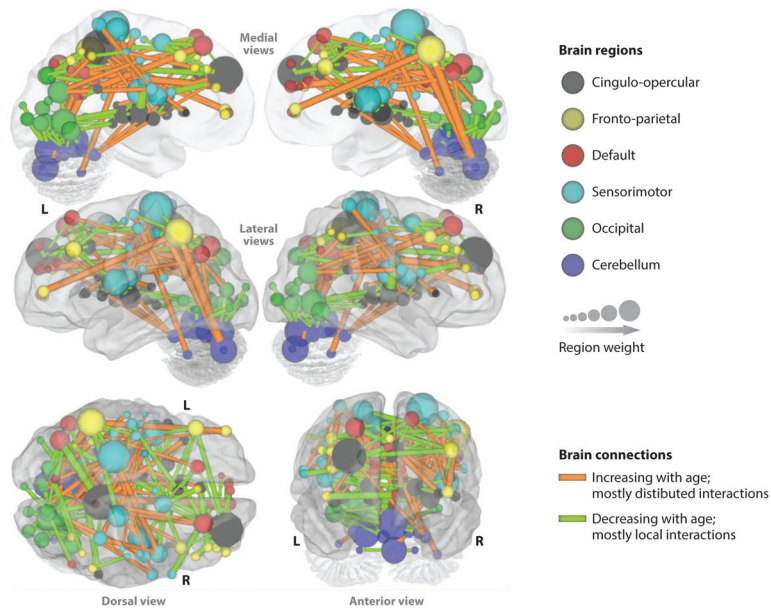 Medial
views
L
R
Lateral
views
L
R
Dorsal view
L
R
Anterior view
Brain regions
Cingulo-opercular
Fronto-parietal
Default
Sensorimotor
Occipital
Cerebellum
Region weight
Brain connections
Increasing with age;
mostly distibuted interactions
Decreasing with age;
mostly local interactions